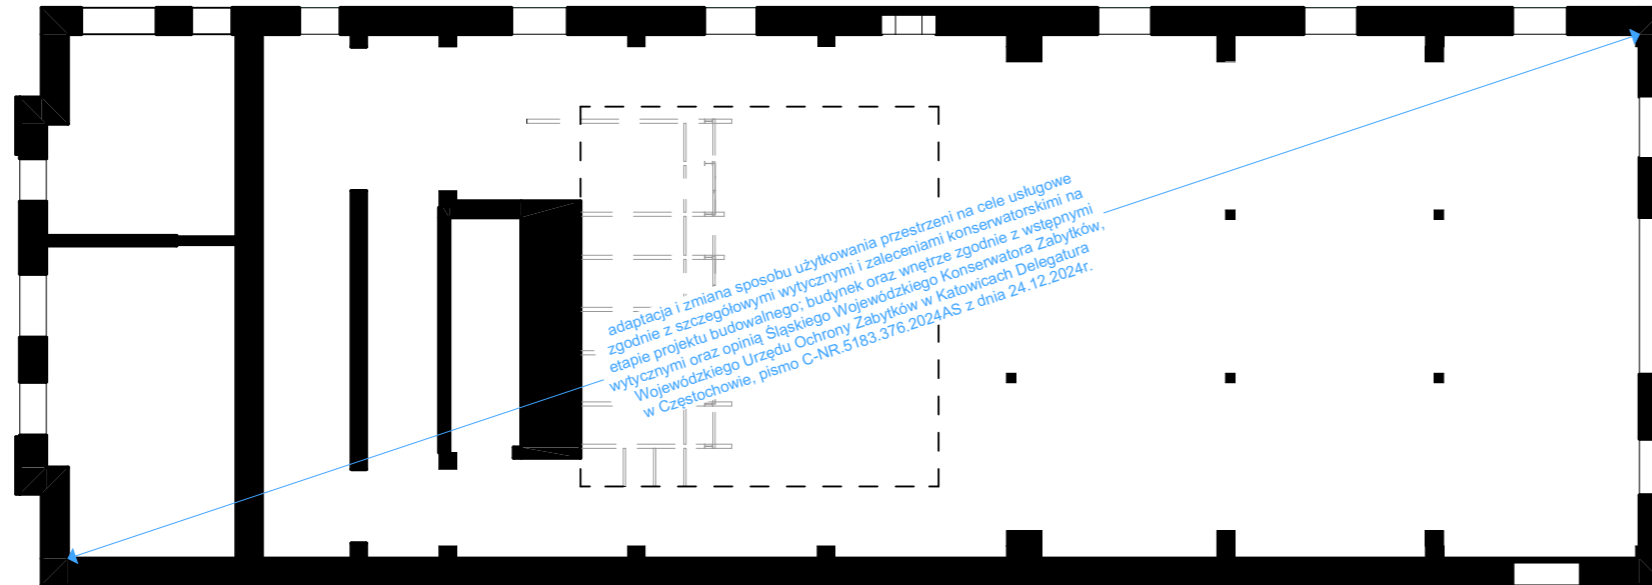 adaptacja i zmiana sposobu użytkowania przestrzeni na cele usługowe
zgodnie z szczegółowymi wytycznymi i zaleceniami konserwatorskimi na
etapie projektu budowalnego; budynek oraz wnętrze zgodnie z wstępnymi
wytycznymi oraz opinią Śląskiego Wojewódzkiego Konserwatora Zabytków,
Wojewódzkiego Urzędu Ochrony Zabytków w Katowicach Delegatura
w Częstochowie, pismo C-NR.5183.376.2024AS z dnia 24.12.2024r.